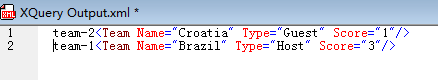 XQuery Output.xml *
1 team-2<Team Name="Croatia" Type="Guest" Score="1"/>
2 team-1<Team Name="Brazil" Type="Host" Score="3"/>